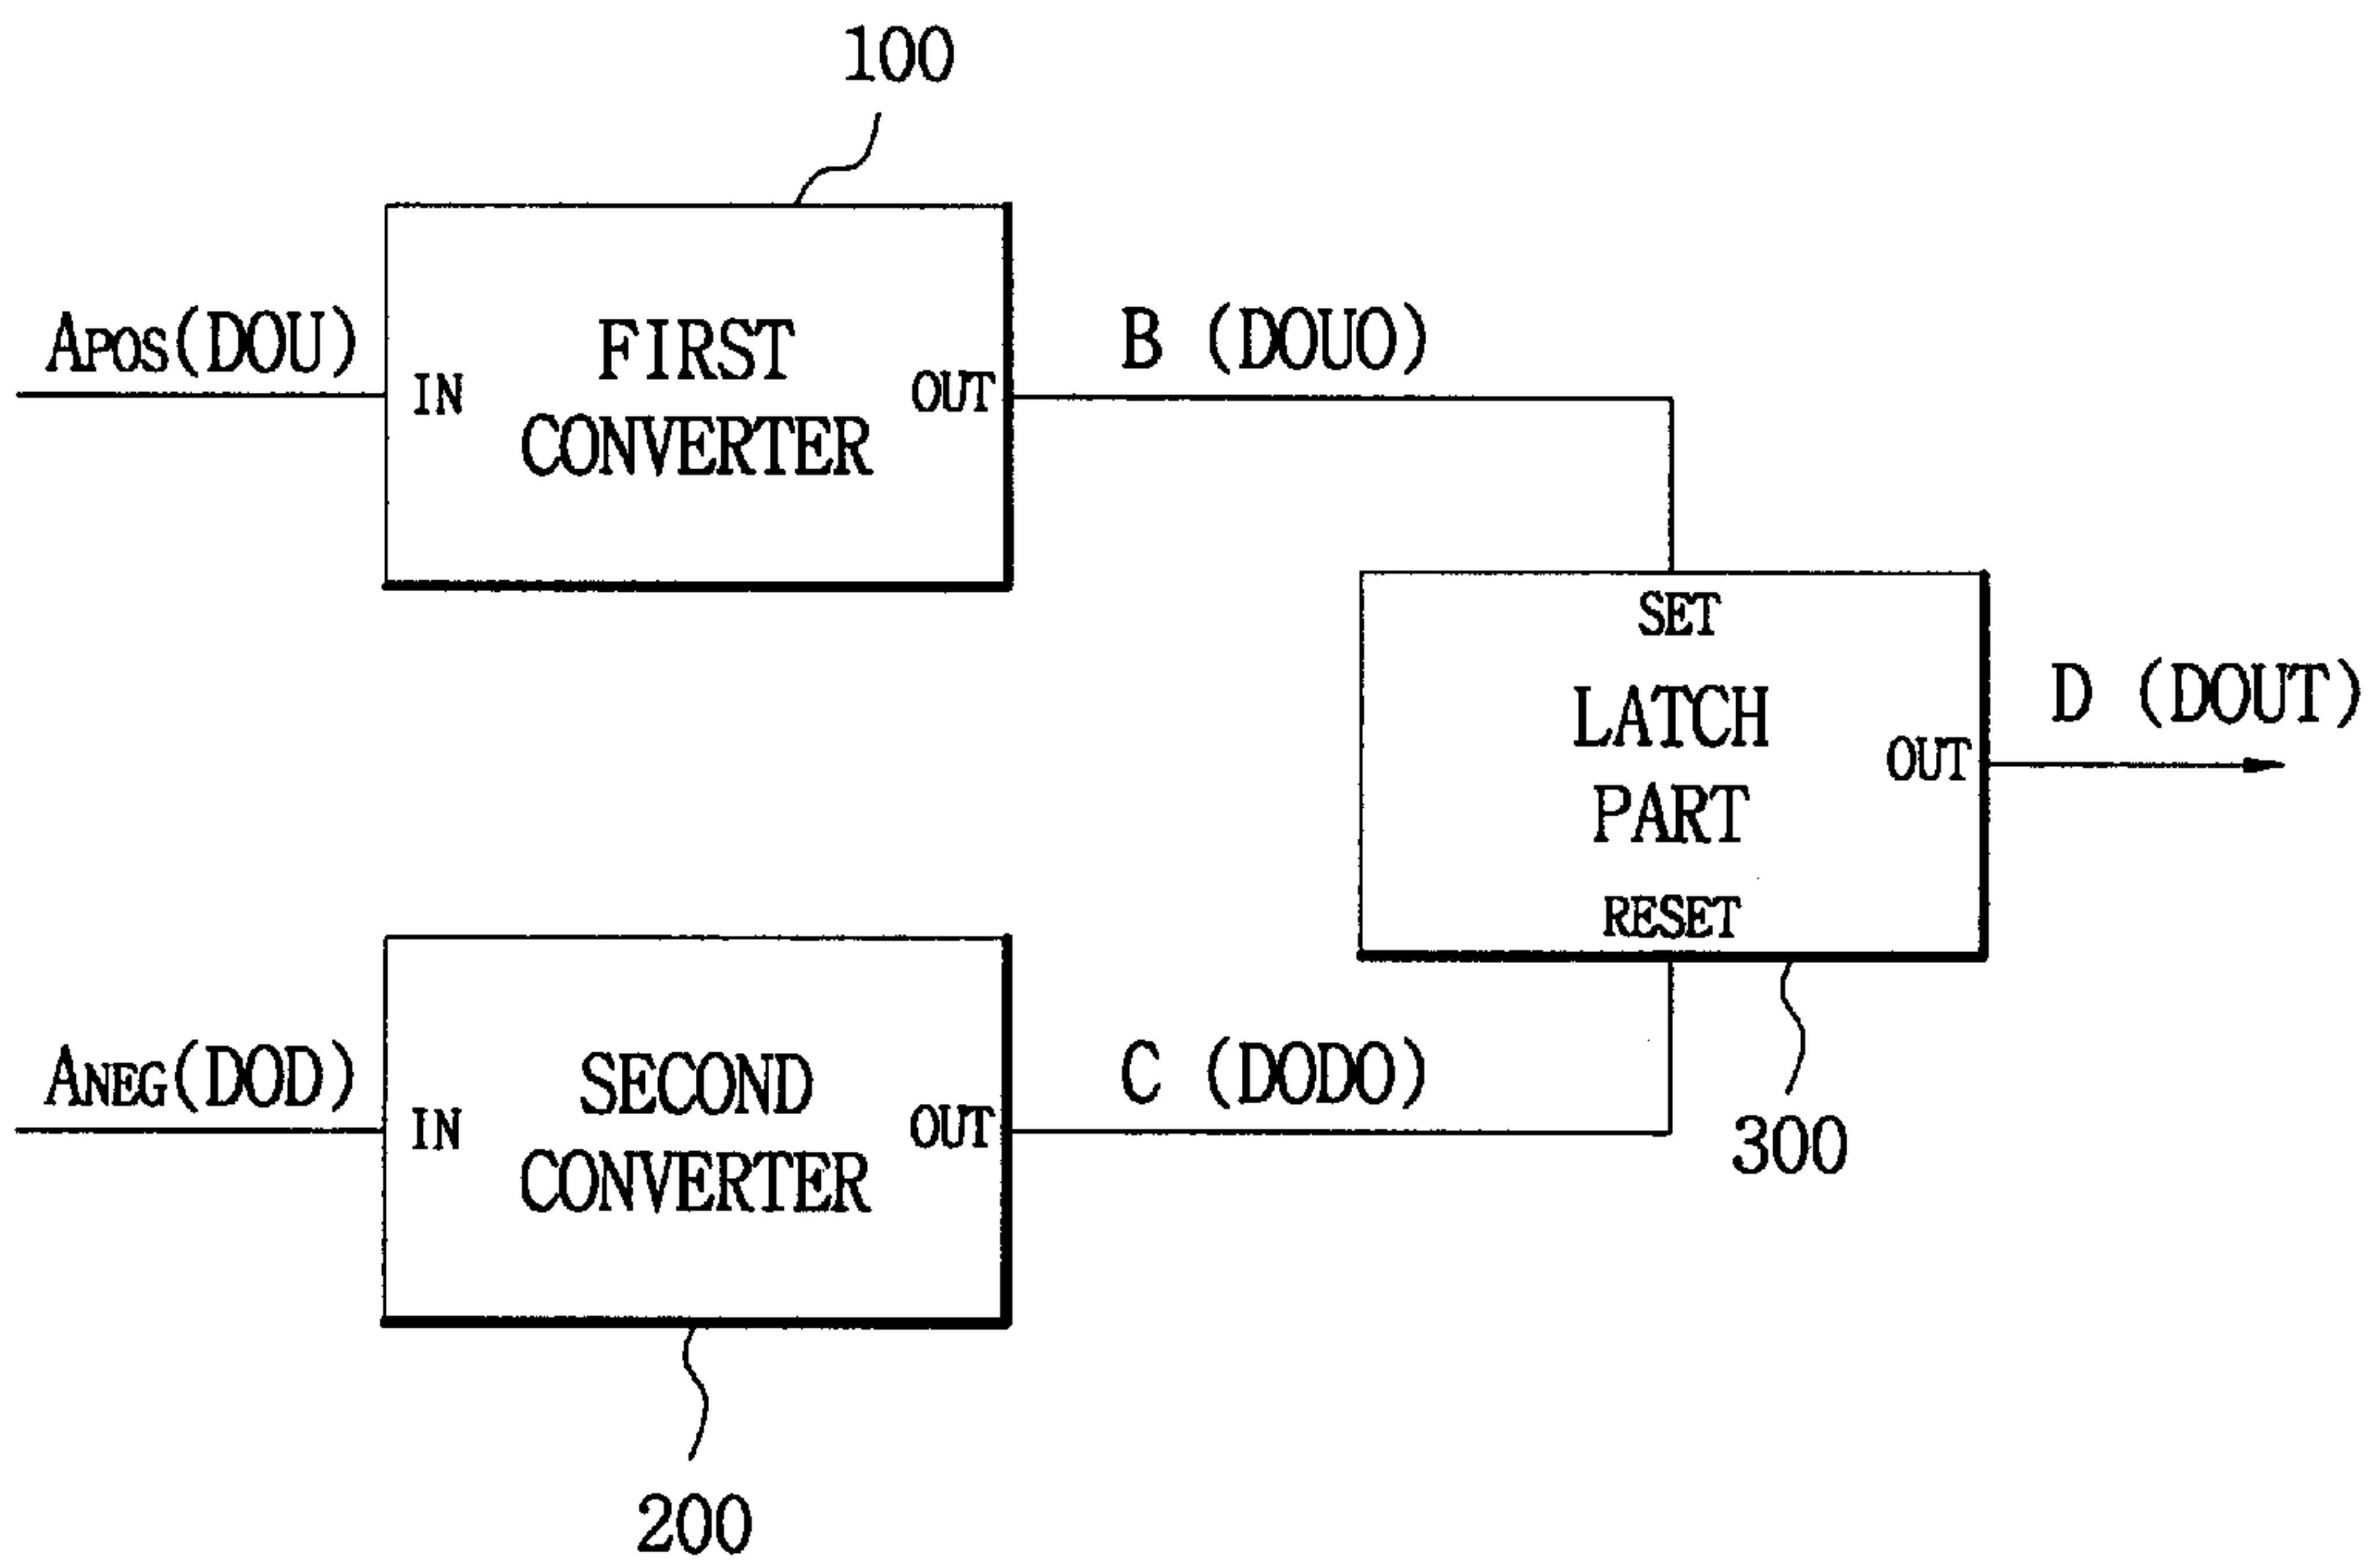 100
APOS(DOU)
IN
FIRST
CONVERTER
OUT
B (DOUO)
SET
LATCH
PART
RESET
OUT
D (DOUT)
300
ANEG(DOD)
IN
SECOND
CONVERTER
OUT
C (DODO)
200